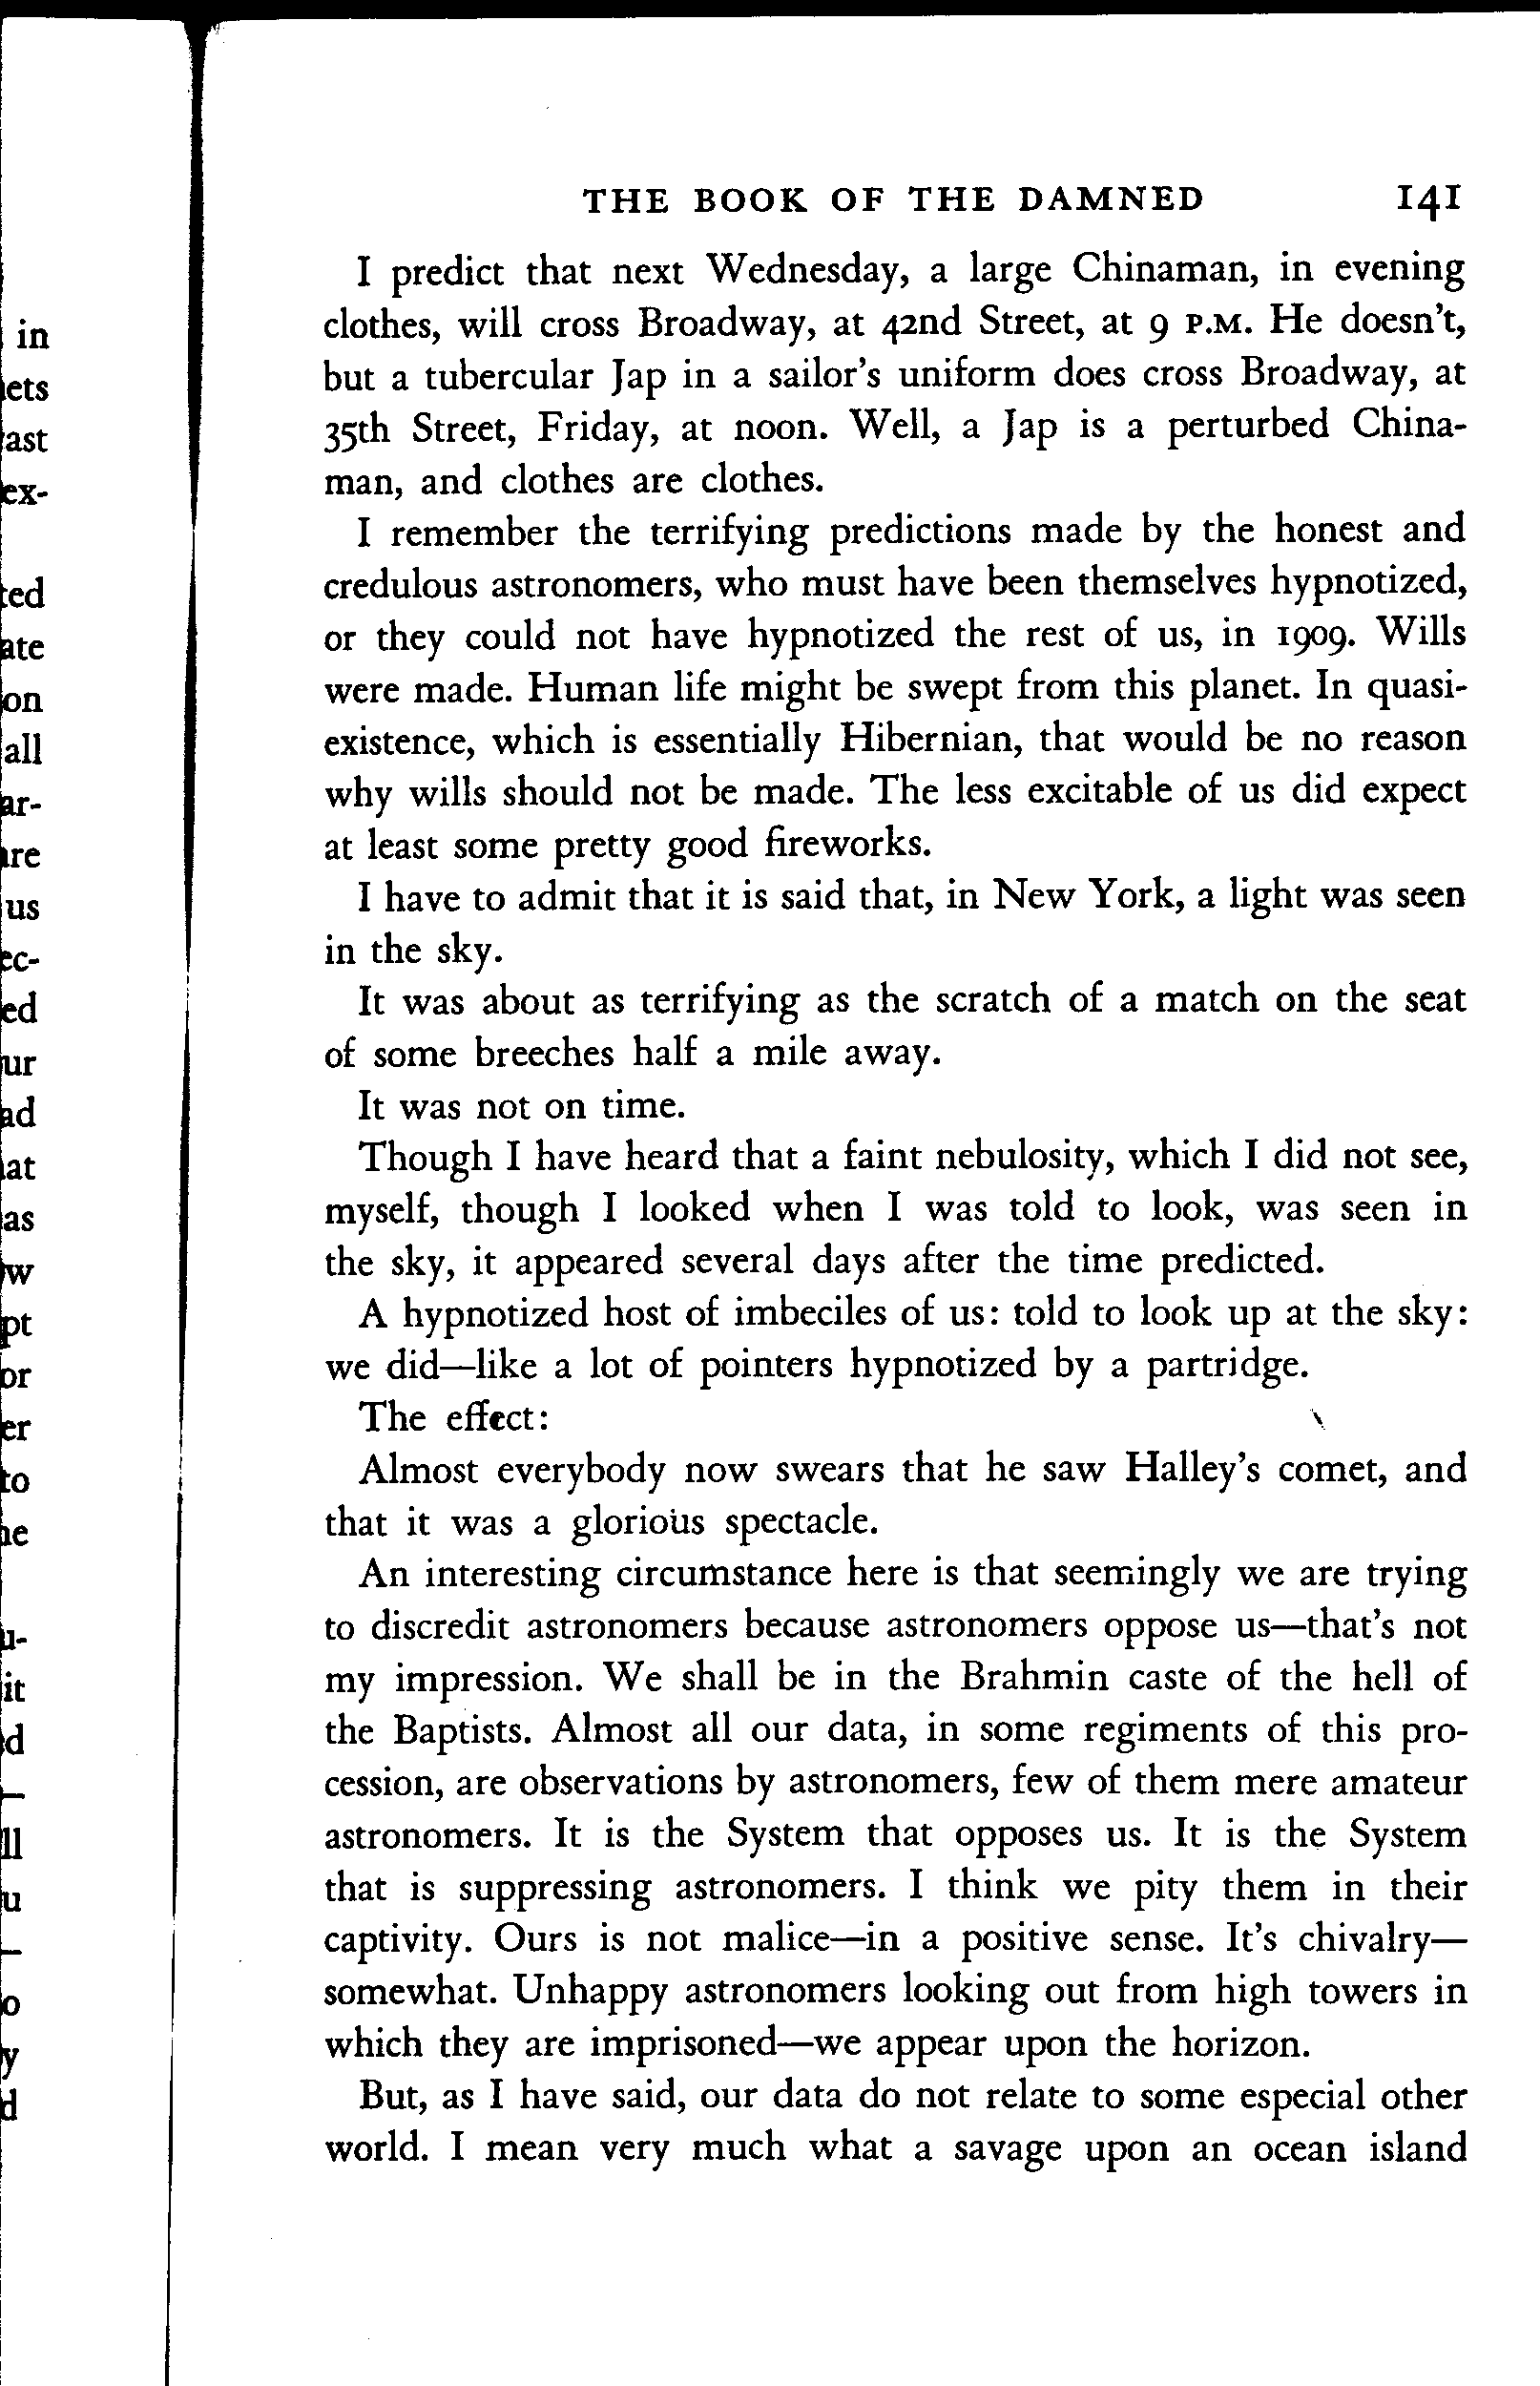 THE BOOK OF THE DAMNED 141
I predict that next Wednesday, a large Chinaman, in evening
clothes, will cross Broadway, at 42nd Street, at 9 P.M. He doesn't,
but a tubercular Jap in a sailor's uniform does cross Broadway, at
35th Street, Friday, at noon. Well, a Jap is a perturbed China-
man, and clothes are clothes.
I remember the terrifying predictions made by the honest and
credulous astronomers, who must have been themselves hypnotized,
or they could not have hypnotized the rest of us, in 1909. Wills
were made. Human life might be swept from this planet. In quasi-
existence, which is essentially Hibernian, that would be no reason
why wills should not be made. The less excitable of us did expect
at least some pretty good fireworks.
I have to admit that it is said that, in New York, a light was seen
in the sky.
It was about as terrifying as the scratch of a match on the seat
of some breeches half a mile away.
It was not on time.
Though I have heard that a faint nebulosity, which I did not see,
myself, though I looked when I was told to look, was seen in
the sky, it appeared several days after the time predicted.
A hypnotized host of imbeciles of us: told to look up at the sky:
we did—like a lot of pointers hypnotized by a partridge.
The effect:
Almost everybody now swears that he saw Halley's comet, and
that it was a glorious spectacle.
An interesting circumstance here is that seemingly we are trying
to discredit astronomers because astronomers oppose us—that's not
my impression. We shall be in the Brahmin caste of the hell of
the Baptists. Almost all our data, in some regiments of this pro-
cession, are observations by astronomers, few of them mere amateur
astronomers. It is the System that opposes us. It is the System
that is suppressing astronomers. I think we pity them in their
captivity. Ours is not malice—in a positive sense. It's chivalry—
somewhat. Unhappy astronomers looking out from high towers in
which they are imprisoned—we appear upon the horizon.
But, as I have said, our data do not relate to some especial other
world. I mean very much what a savage upon an ocean island